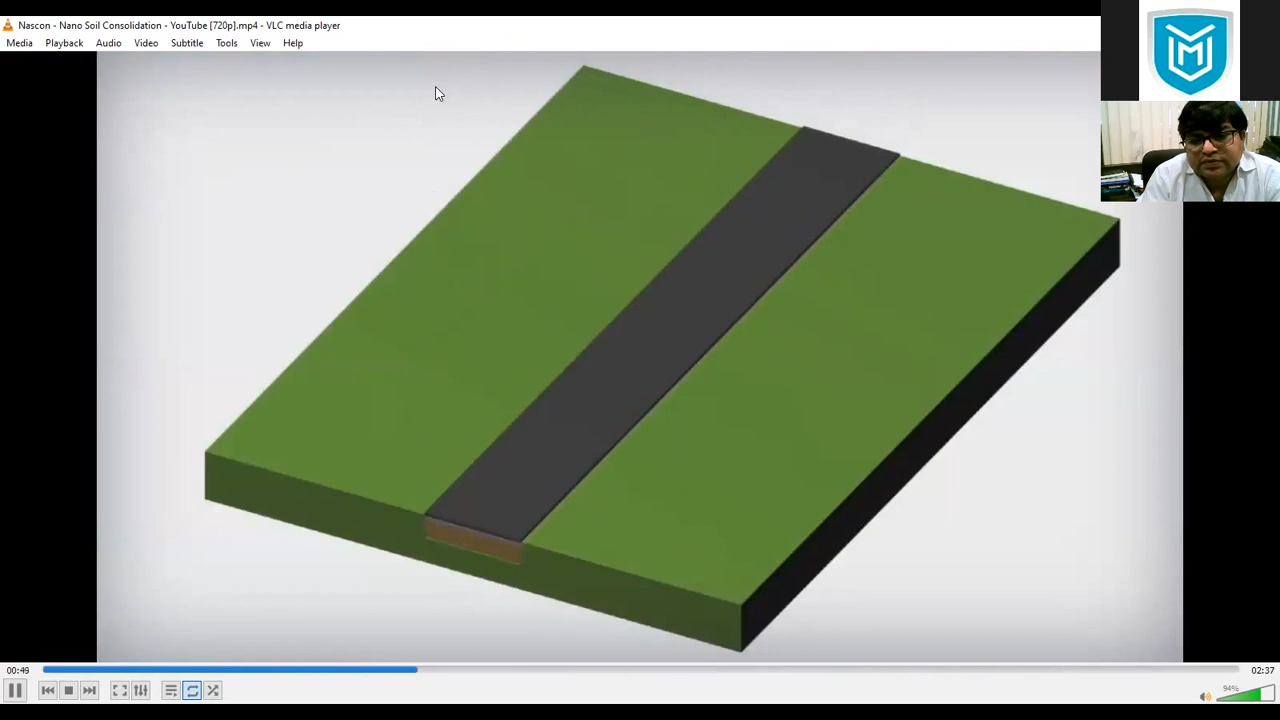 Nascon - Nano Soil Consolidation - YouTube [720p].mp4 - VLC media player
Media Playback Audio Video Subtitle Tools View Help
00:49 02:37
94%